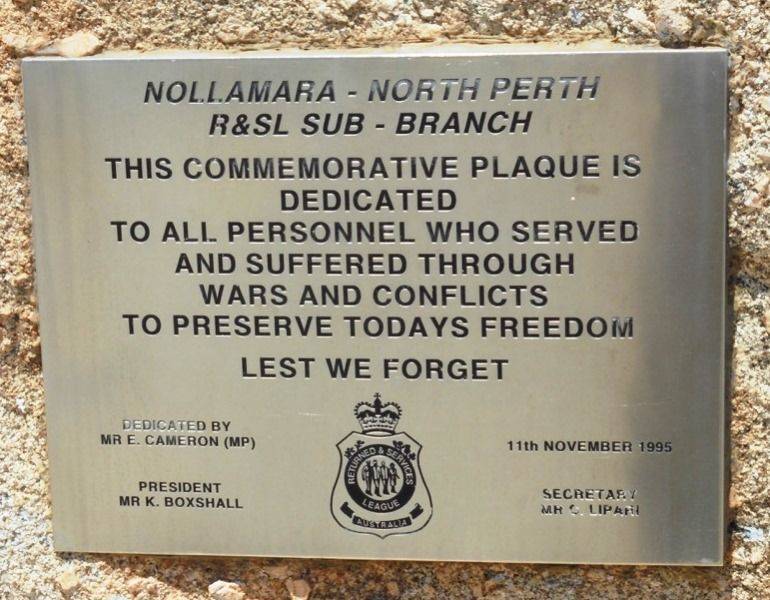 NOLLAMARA - NORTH PERTH
R&SL SUB - BRANCH
THIS COMMEMORATIVE PLAQUE IS
DEDICATED
TO ALL PERSONNEL WHO SERVED
AND SUFFERED THROUGH
WARS AND CONFLICTS
TO PRESERVE TODAYS FREEDOM
LEST WE FORGET
DEDICATED BY
MR E. CAMERON (MP)
11th NOVEMBER 1995
PRESIDENT
MR K. BOXSHALL
RETURNED & SERVICES
LEAGUE
AUSTRALIA
SECRETARY
MR LIPARI